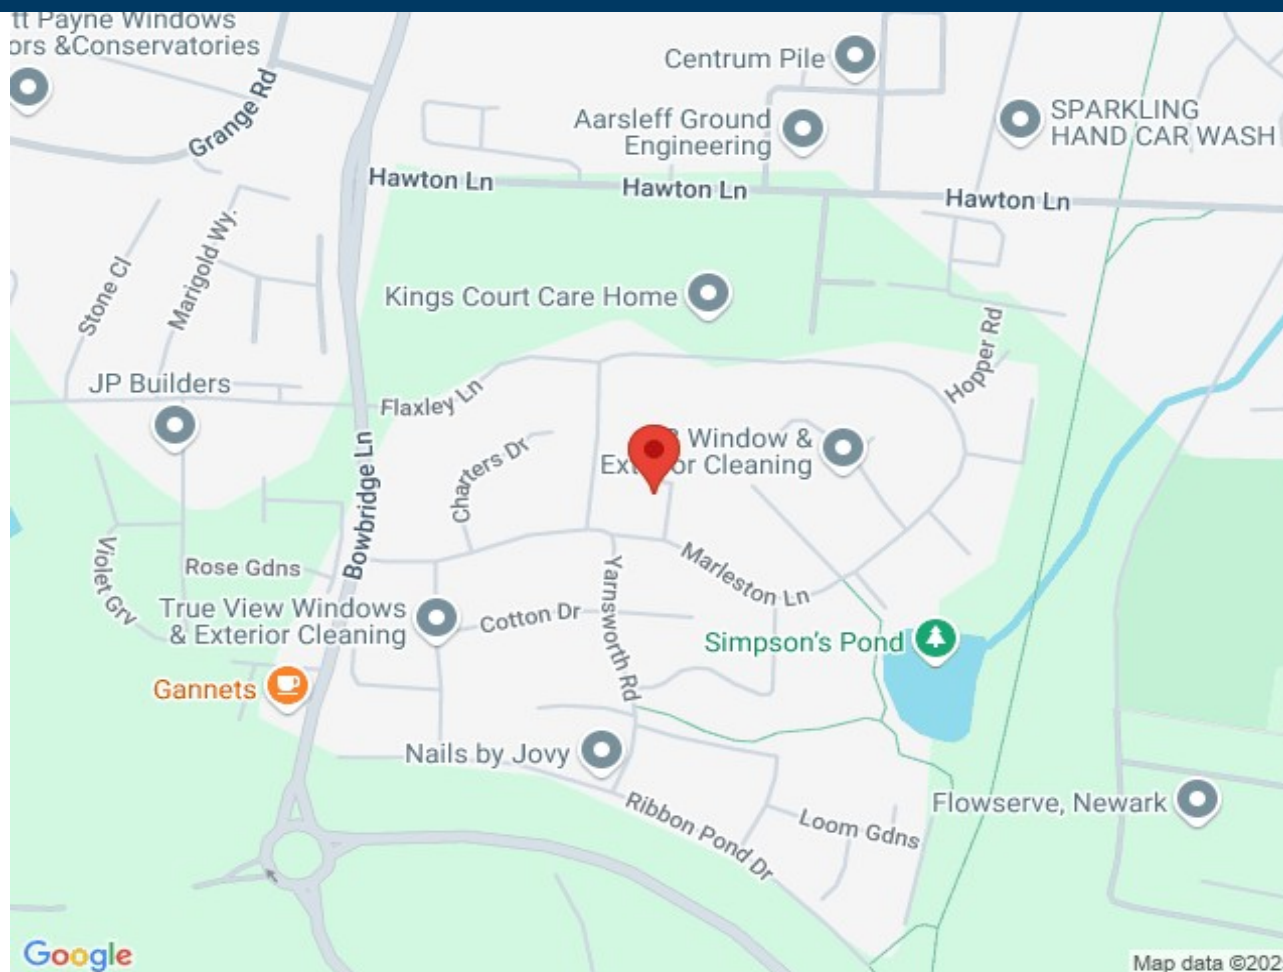 tt Payne Windows
ors &Conservatories
Grange Rd
Centrum Pile
Aarsleff Ground
Engineering
SPARKLING
HAND CAR WASH
Hawton Ln
Hawton Ln
Hawton Ln
Stone Cl
Marigold Wy.
Kings Court Care Home
Hopper Rd
JP Builders
Flaxley Ln
Charters Dr
Window &
Exterior Cleaning
Bowbridge Ln
Violet Grv
Rose Gdns
Yarnsworth Rd
Marleston Ln
True View Windows
& Exterior Cleaning
Cotton Dr
Simpson's Pond
Gannets
Nails by Jovy
Ribbon Pond Dr
Loom Gdns
Flowserve, Newark
Google
Map data ©202